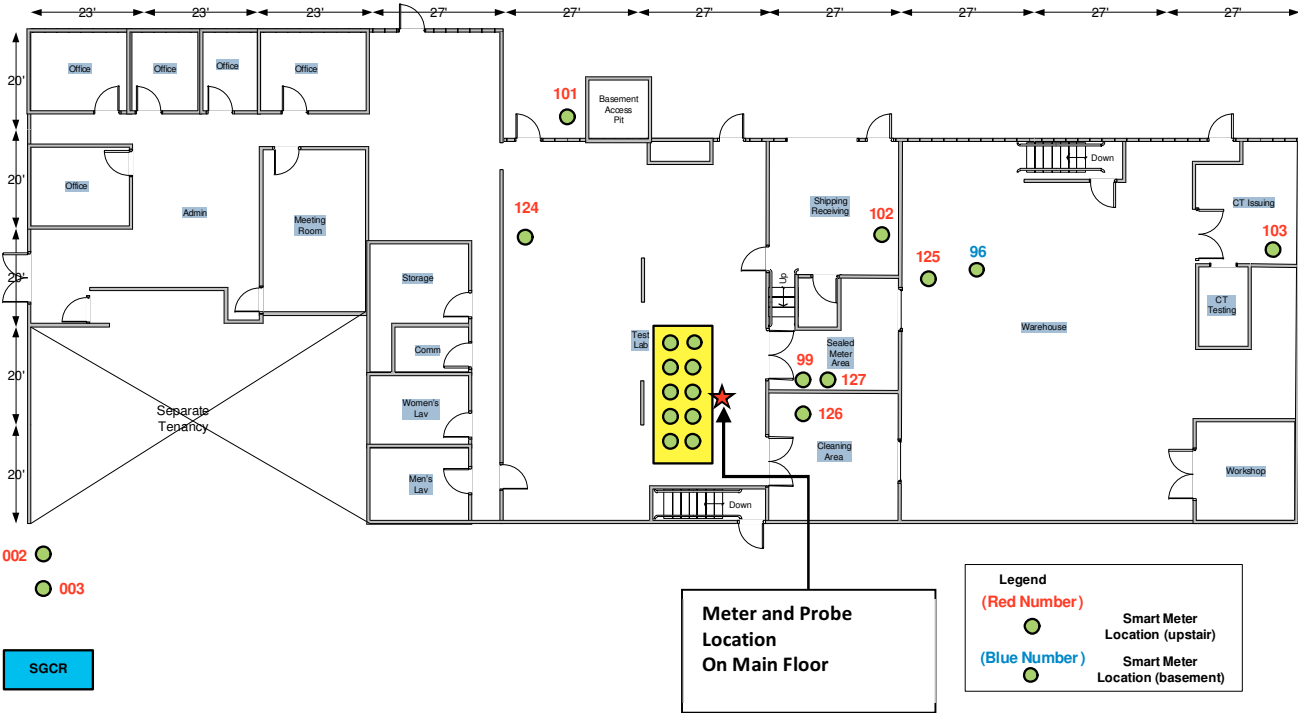 23'
23'
23'
27'
27'
27'
27'
27'
27'
27'
20'
20'
20'
20'
20'
Office
Office
Office
Office
101
Basement
Access
Pit
Office
Admin
Meeting
Room
124
Shipping
Receiving
102
Down
CT Issuing
103
125
96
Storage
Up
CT
Testing
Warehouse
Test
Lab
Sealed
Meter
Area
Comm
99
127
126
Women's
Lav
Separate
Tenancy
Cleaning
Area
Men's
Lav
Workshop
Down
002
003
SGCR
Meter and Probe
Location
On Main Floor
Legend
(Red Number)
Smart Meter
Location (upstair)
(Blue Number)
Smart Meter
Location (basement)